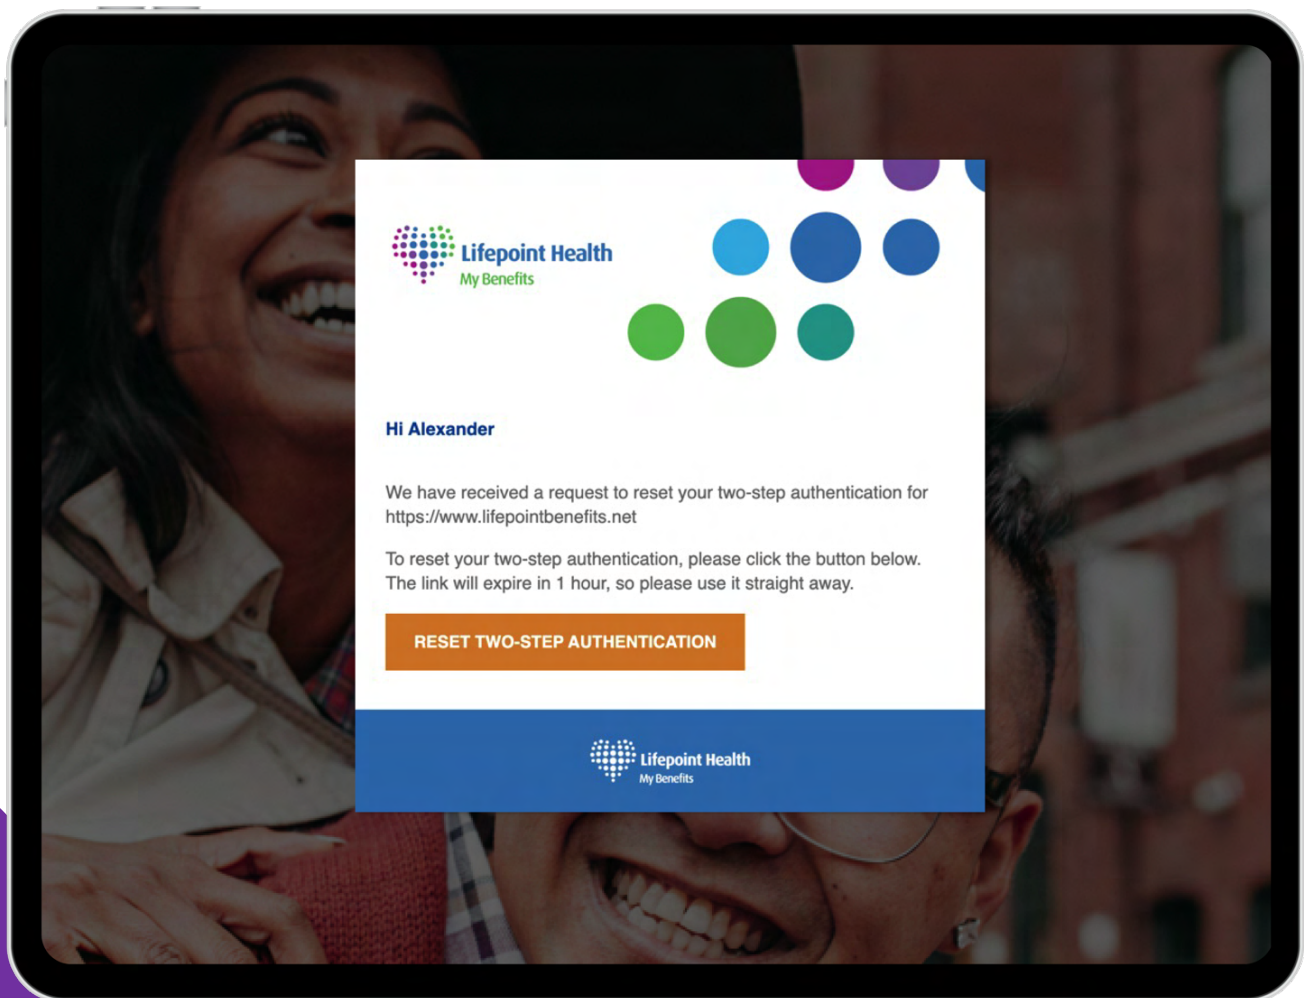 Lifepoint Health
My Benefits
Hi Alexander
We have received a request to reset your two-step authentication for
https://www.lifepointbenefits.net
To reset your two-step authentication, please click the button below.
The link will expire in 1 hour, so please use it straight away.
RESET TWO-STEP AUTHENTICATION
Lifepoint Health
My Benefits